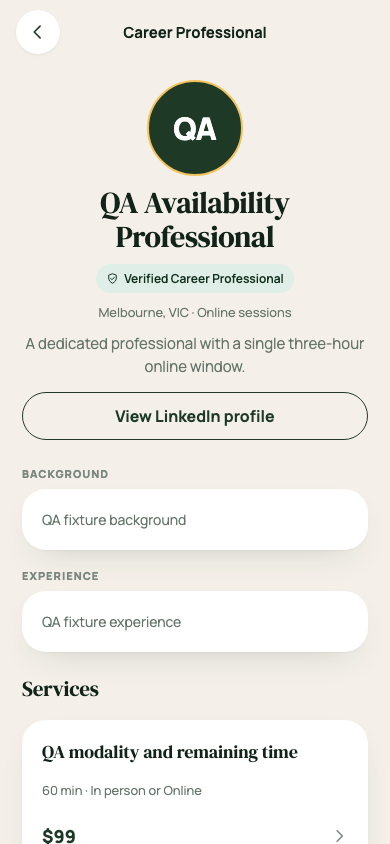 Career Professional
QA
QA Availability
Professional
Verified Career Professional
Melbourne, VIC · Online sessions
A dedicated professional with a single three-hour
online window.
View LinkedIn profile
BACKGROUND
QA fixture background
EXPERIENCE
QA fixture experience
Services
QA modality and remaining time
60 min · In person or Online
$99